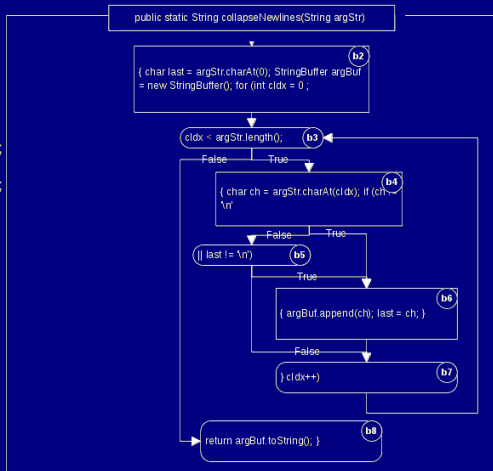 public static String collapseNewlines(String argStr)
b2
{ char last = argStr.charAt(0); StringBuffer argBuf
= new StringBuffer(); for (int cIdx = 0 ;
cIdx < argStr.length(); b3
False True
b4
{ char ch = argStr.charAt(cIdx); if (ch
'\n'
False True
|| last != '\n') b5
True
b6
{ argBuf.append(ch); last = ch; }
False
b7
} cIdx++)
b8
return argBuf.toString(); }